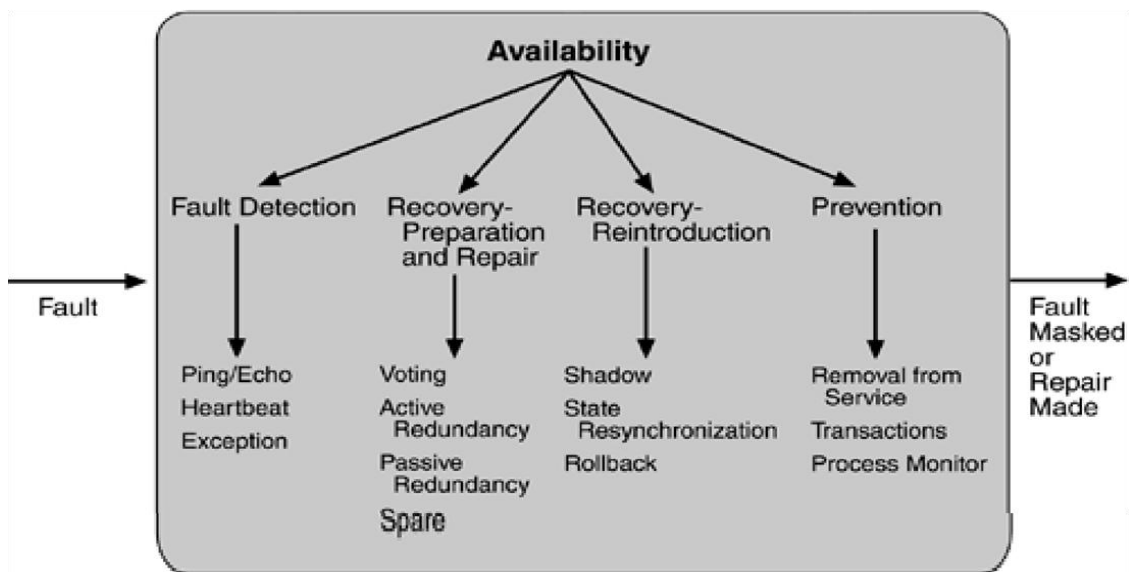 Availability
Fault Detection
Recovery-
Preparation
and Repair
Recovery-
Reintroduction
Prevention
Fault
Fault
Masked
or
Repair
Made
Ping/Echo
Heartbeat
Exception
Voting
Active
Redundancy
Passive
Redundancy
Spare
Shadow
State
Resynchronization
Rollback
Removal from
Service
Transactions
Process Monitor